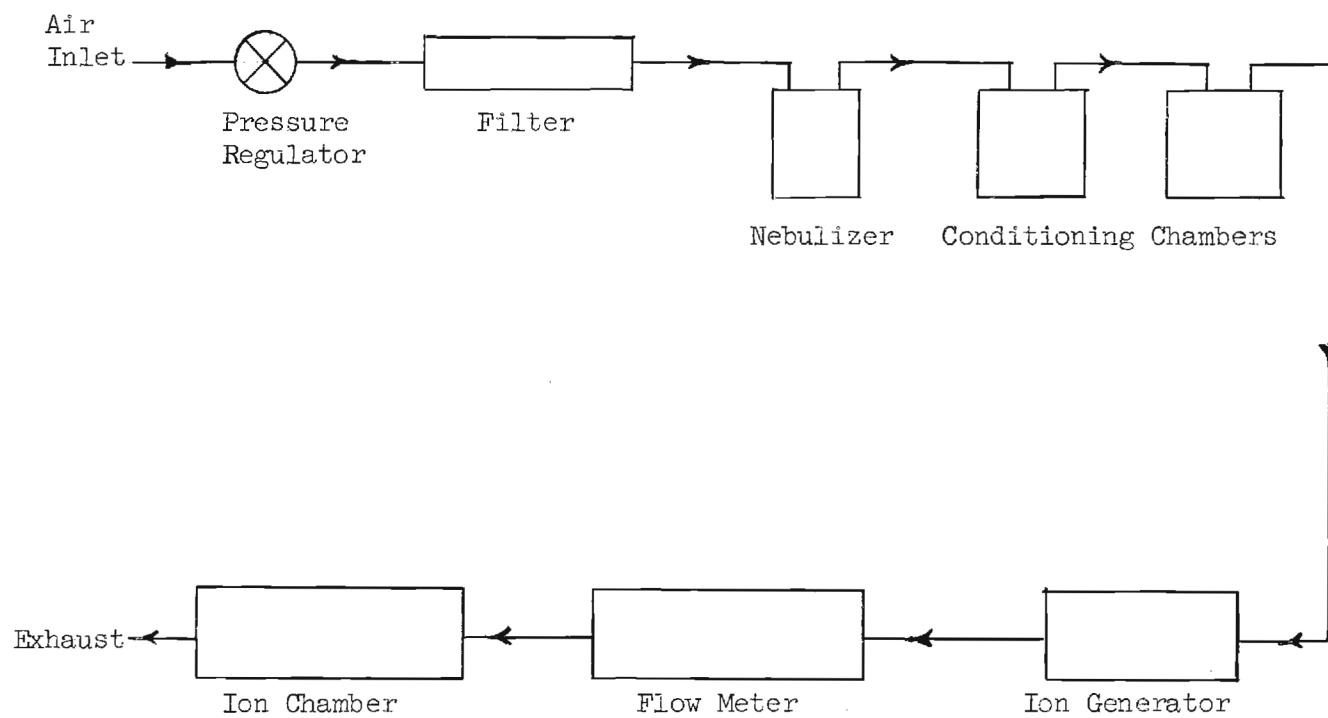 Air
Inlet
Pressure
Regulator
Filter
Nebulizer
Conditioning Chambers
Exhaust
Ion Chamber
Flow Meter
Ion Generator